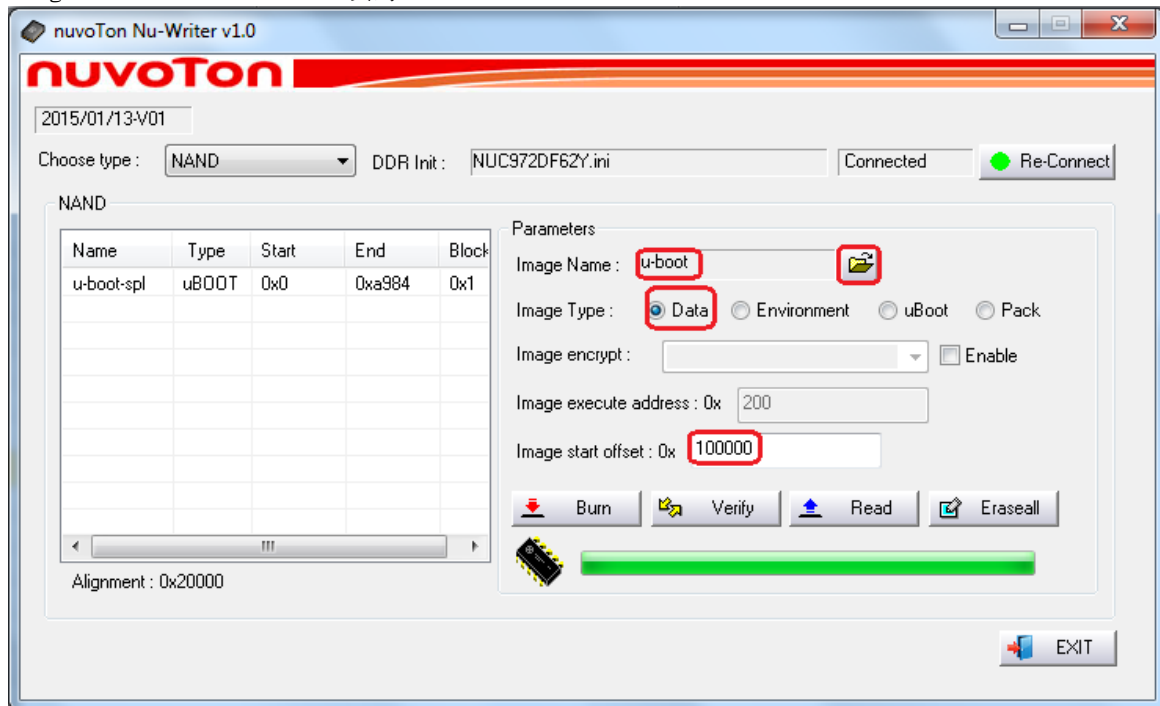 nuvoTon Nu-Writer v1.0
nuvoTon
2015/01/13-V01
Choose type : NAND DDR Init : NUC972DF62Y.ini Connected Re-Connect
NAND
Name Type Start End Block
u-boot-spl uBOOT 0x0 0xa984 0x1
Alignment : 0x20000
Parameters
Image Name : u-boot
Image Type : Data Environment uBoot Pack
Image encrypt : Enable
Image execute address : 0x 200
Image start offset : 0x 100000
Burn Verify Read Eraseall
EXIT